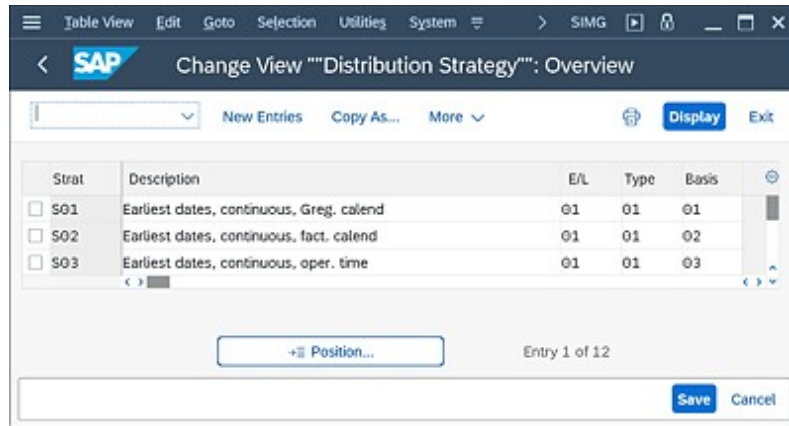 Table View Edit Goto Selection Utilities System > SIMG
< SAP Change View ""Distribution Strategy"": Overview
New Entries Copy As... More Display Exit
Strat Description E/L Type Basis
S01 Earliest dates, continuous, Greg. calend 01 01 01
S02 Earliest dates, continuous, fact. calend 01 01 02
S03 Earliest dates, continuous, oper. time 01 01 03
Position... Entry 1 of 12
Save Cancel